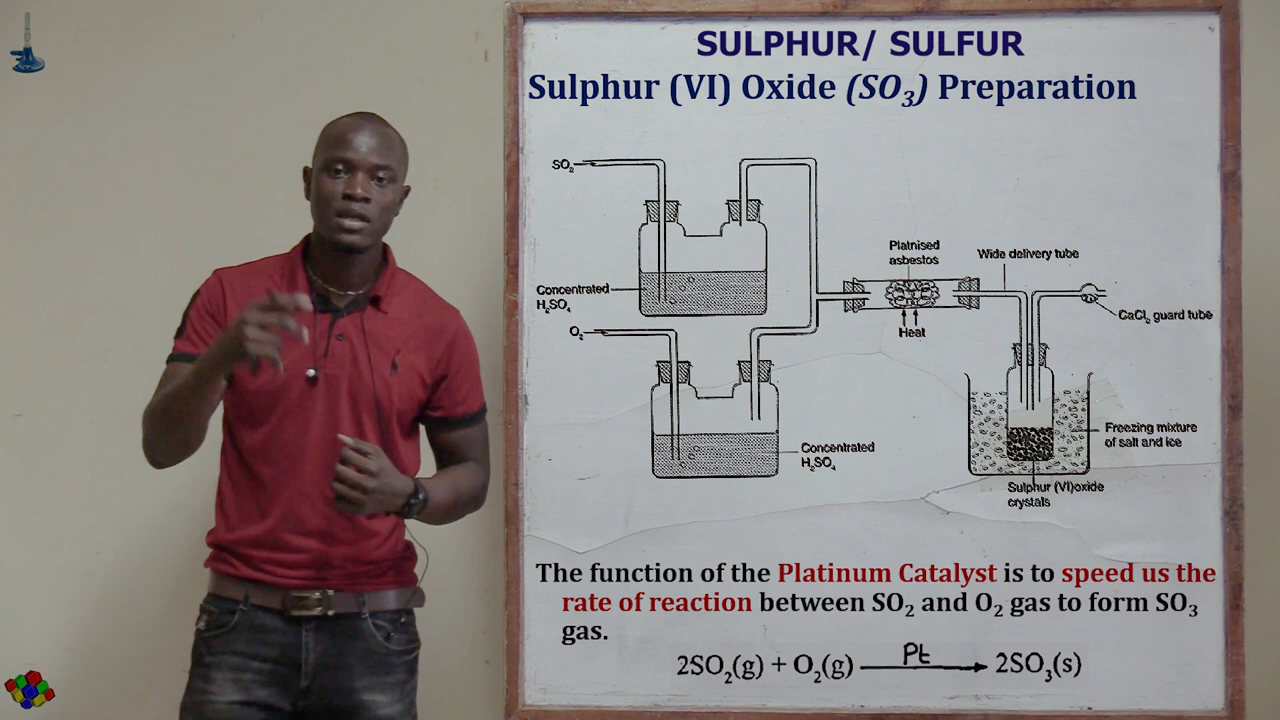 SULPHUR/ SULFUR
Sulphur (VI) Oxide (SO₃) Preparation
SO₂
Platnised
asbestos
Wide delivery tube
Concentrated
H₂SO₄
CaCl₂ guard tube
O₂
Heat
Freezing mixture
of salt and ice
Concentrated
H₂SO₄
Sulphur (VI)oxide
crystals
The function of the Platinum Catalyst is to speed us the
rate of reaction between SO₂ and O₂ gas to form SO₃
gas.
Pt
2SO₂(g) + O₂(g) → 2SO₃(s)